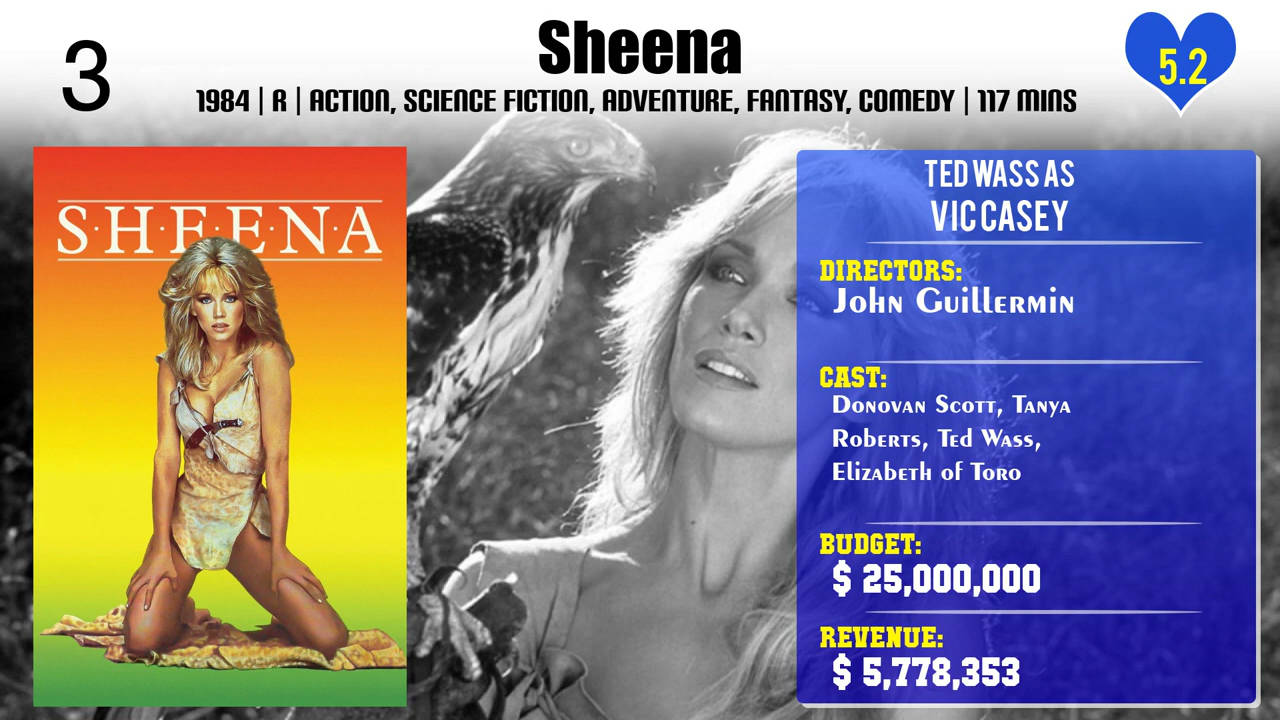 3
Sheena
5.2
1984 | R | ACTION, SCIENCE FICTION, ADVENTURE, FANTASY, COMEDY | 117 MINS
S·H·E·E·N·A
TED WASS AS
VIC CASEY
DIRECTORS:
John Guillermin
CAST:
Donovan Scott, Tanya
Roberts, Ted Wass,
Elizabeth of Toro
BUDGET:
$ 25,000,000
REVENUE:
$ 5,778,353